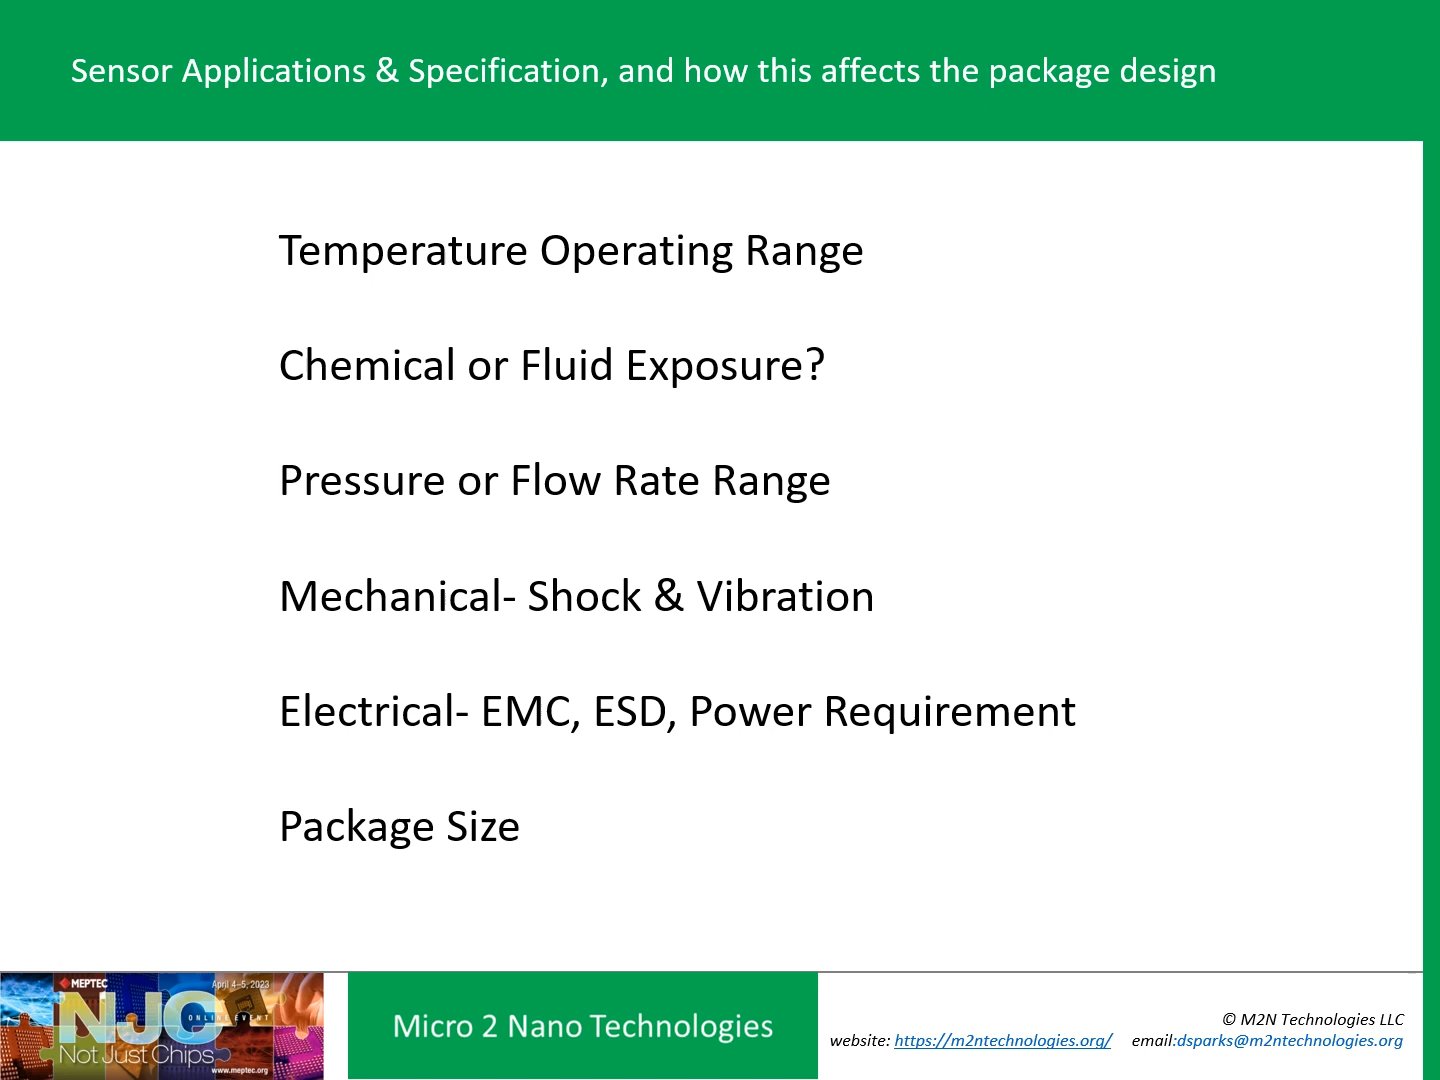 Sensor Applications & Specification, and how this affects the package design
Temperature Operating Range
Chemical or Fluid Exposure?
Pressure or Flow Rate Range
Mechanical- Shock & Vibration
Electrical- EMC, ESD, Power Requirement
Package Size
MEPTEC
April 4–5, 2023
NJC
ONLINE EVENT
Not Just Chips
www.meptec.org
Micro 2 Nano Technologies
© M2N Technologies LLC
website: https://m2ntechnologies.org/ email:dsparks@m2ntechnologies.org